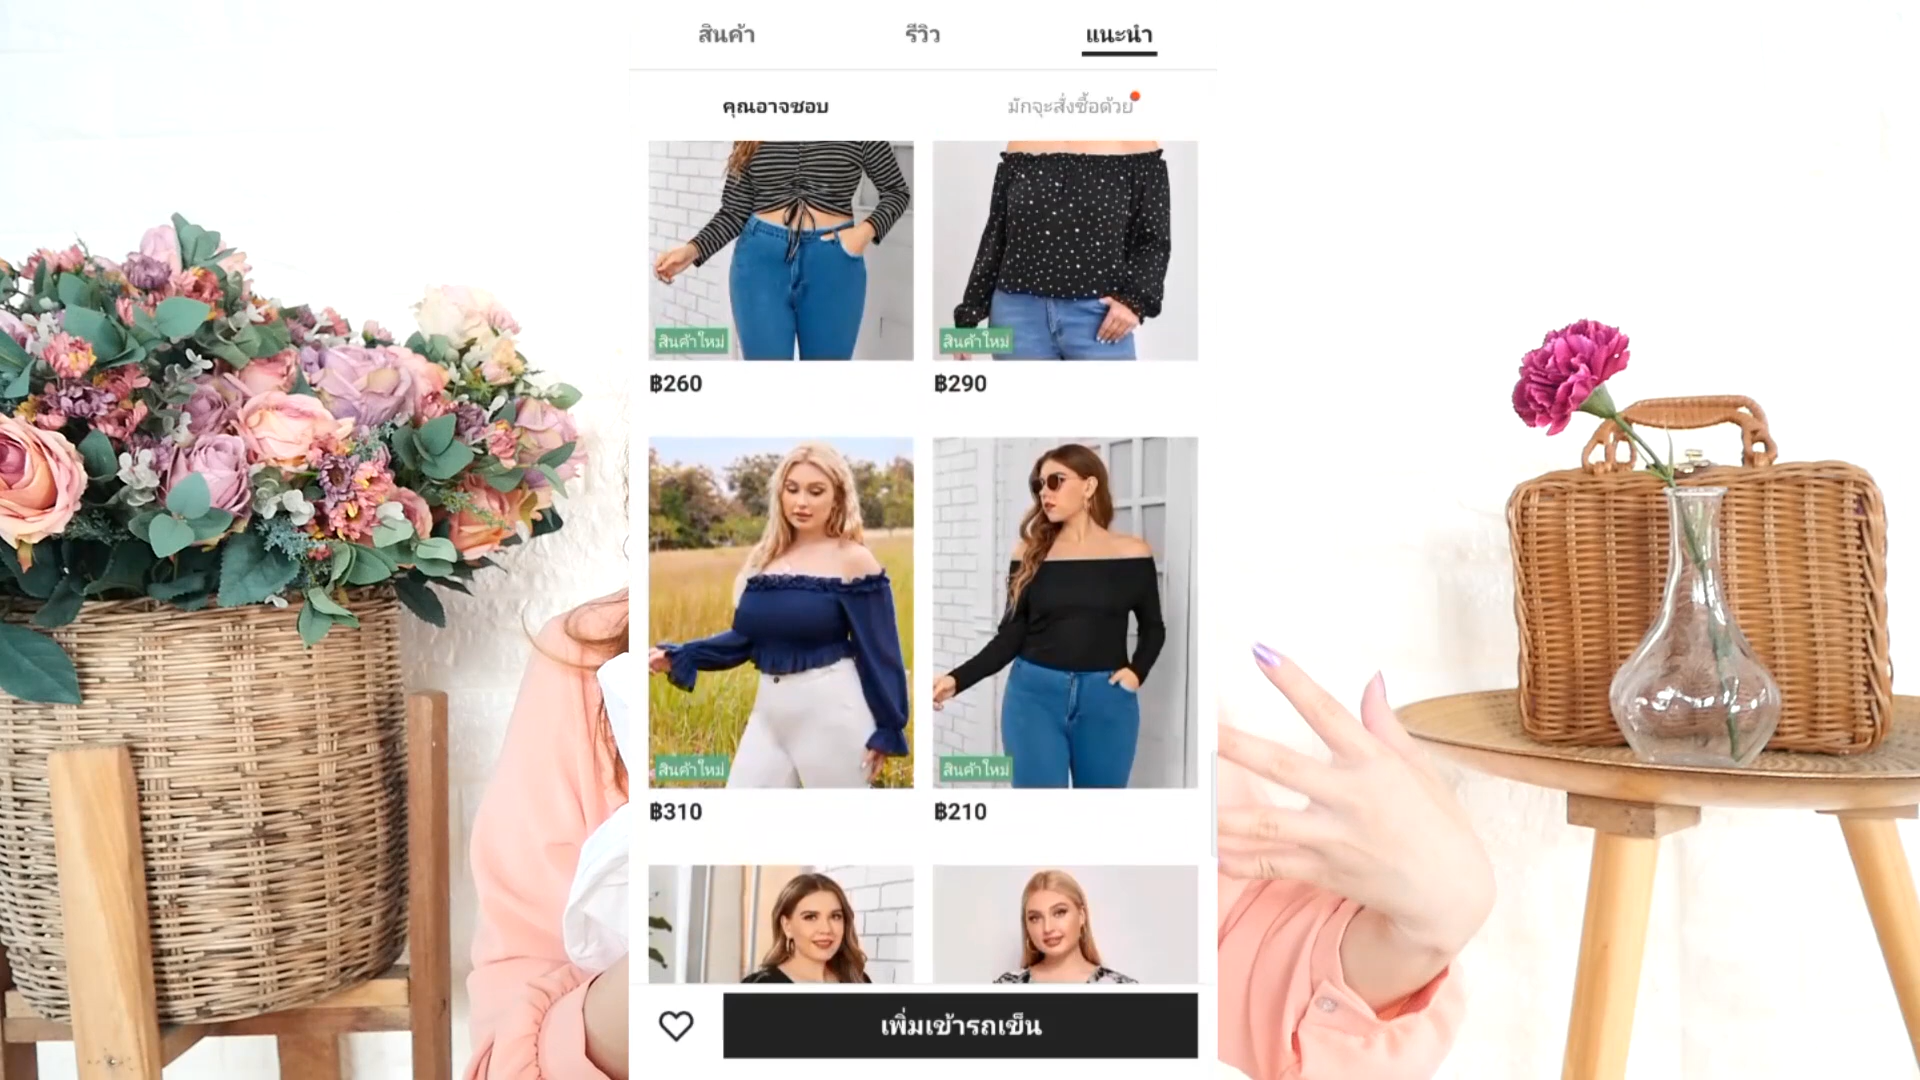 สินค้า รีวิว แนะนำ
คุณอาจชอบ มักจะสั่งซื้อด้วย
สินค้าใหม่ สินค้าใหม่
฿260 ฿290
สินค้าใหม่ สินค้าใหม่
฿310 ฿210
เพิ่มเข้ารถเข็น